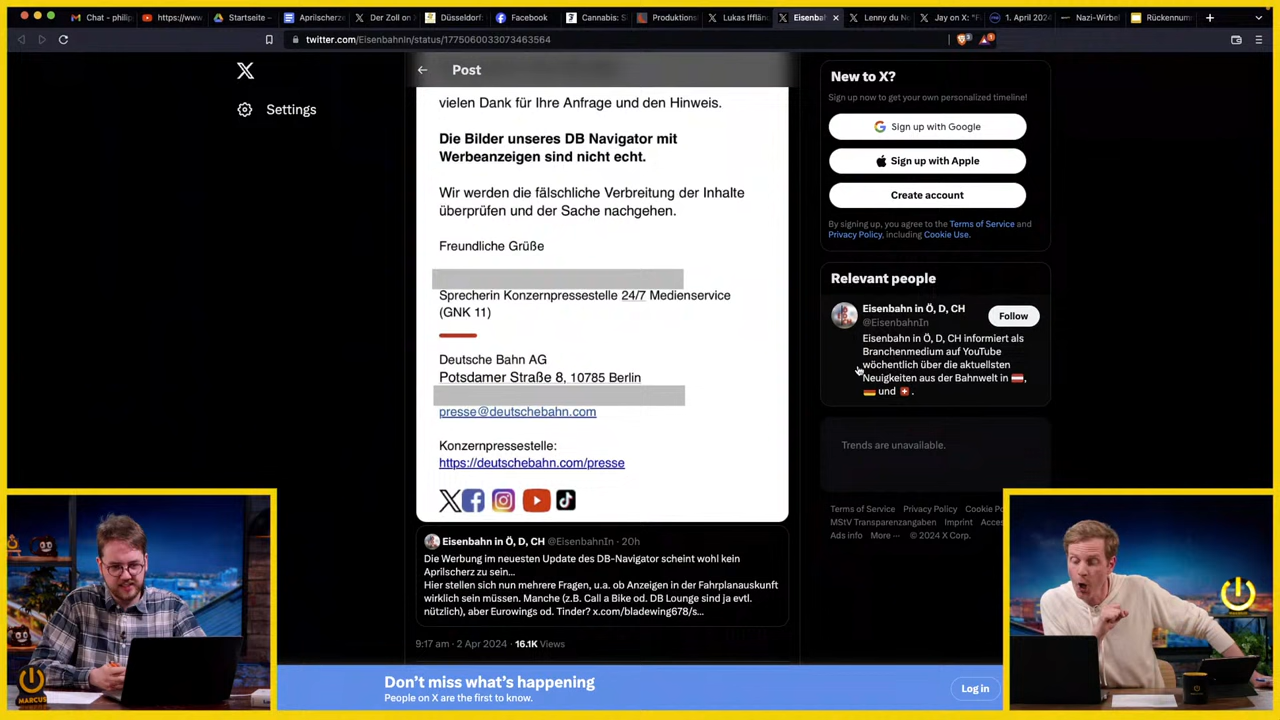 Chat - philip
https://www
Startseite –
Aprilscherze
Der Zoll on
Düsseldorf:
Facebook
Cannabis: S
Produktions
Lukas Ifflän
Eisenbah
Lenny du No
Jay on X: "F
1. April 2024
Nazi-Wirbel
Rückennum
twitter.com/EisenbahnIn/status/1775060033073463564
Settings
Post
vielen Dank für Ihre Anfrage und den Hinweis.
Die Bilder unseres DB Navigator mit
Werbeanzeigen sind nicht echt.
Wir werden die fälschliche Verbreitung der Inhalte
überprüfen und der Sache nachgehen.
Freundliche Grüße
Sprecherin Konzernpressestelle 24/7 Medienservice
(GNK 11)
Deutsche Bahn AG
Potsdamer Straße 8, 10785 Berlin
presse@deutschebahn.com
Konzernpressestelle:
https://deutschebahn.com/presse
Eisenbahn in Ö, D, CH @EisenbahnIn · 20h
Die Werbung im neuesten Update des DB-Navigator scheint wohl kein
Aprilscherz zu sein...
Hier stellen sich nun mehrere Fragen, u.a. ob Anzeigen in der Fahrplanauskunft
wirklich sein müssen. Manche (z.B. Call a Bike od. DB Lounge sind ja evtl.
nützlich), aber Eurowings od. Tinder? x.com/bladewing678/s...
9:17 am · 2 Apr 2024 · 16.1K Views
New to X?
Sign up now to get your own personalized timeline!
Sign up with Google
Sign up with Apple
Create account
By signing up, you agree to the Terms of Service and
Privacy Policy, including Cookie Use.
Relevant people
Eisenbahn in Ö, D, CH
@EisenbahnIn
Follow
Eisenbahn in Ö, D, CH informiert als
Branchenmedium auf YouTube
wöchentlich über die aktuellsten
Neuigkeiten aus der Bahnwelt in 🇦🇹,
🇩🇪 und 🇨🇭.
Trends are unavailable.
Terms of Service Privacy Policy Cookie Po
MStV Transparenzangaben Imprint Acces
Ads info More ··· © 2024 X Corp.
Don't miss what's happening
People on X are the first to know.
Log in
MARCUS